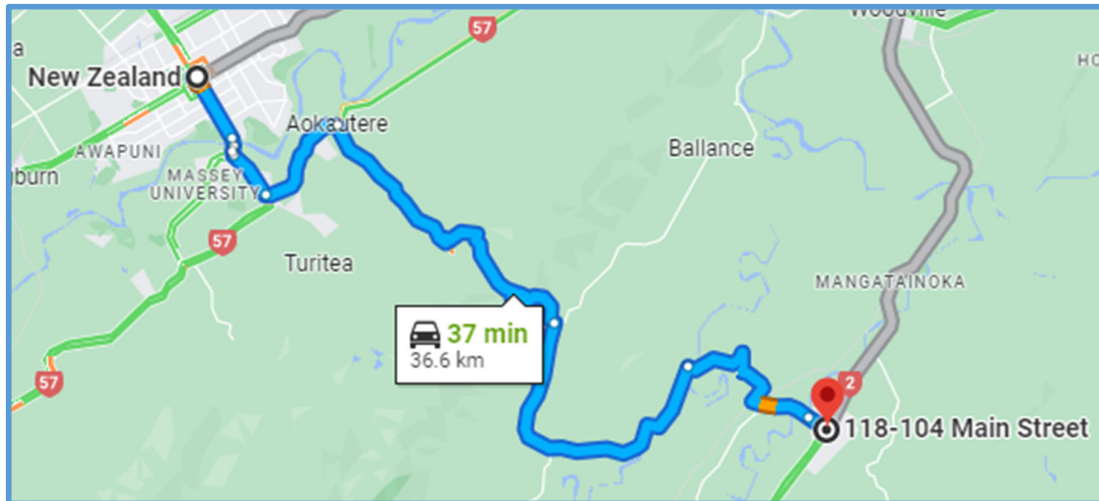 Woodville
57
New Zealand
Aokautere
AWAPUNI
Ballance
MASSEY
UNIVERSITY
57
Turitea
MANGATAINOKA
37 min
36.6 km
57
2
118-104 Main Street